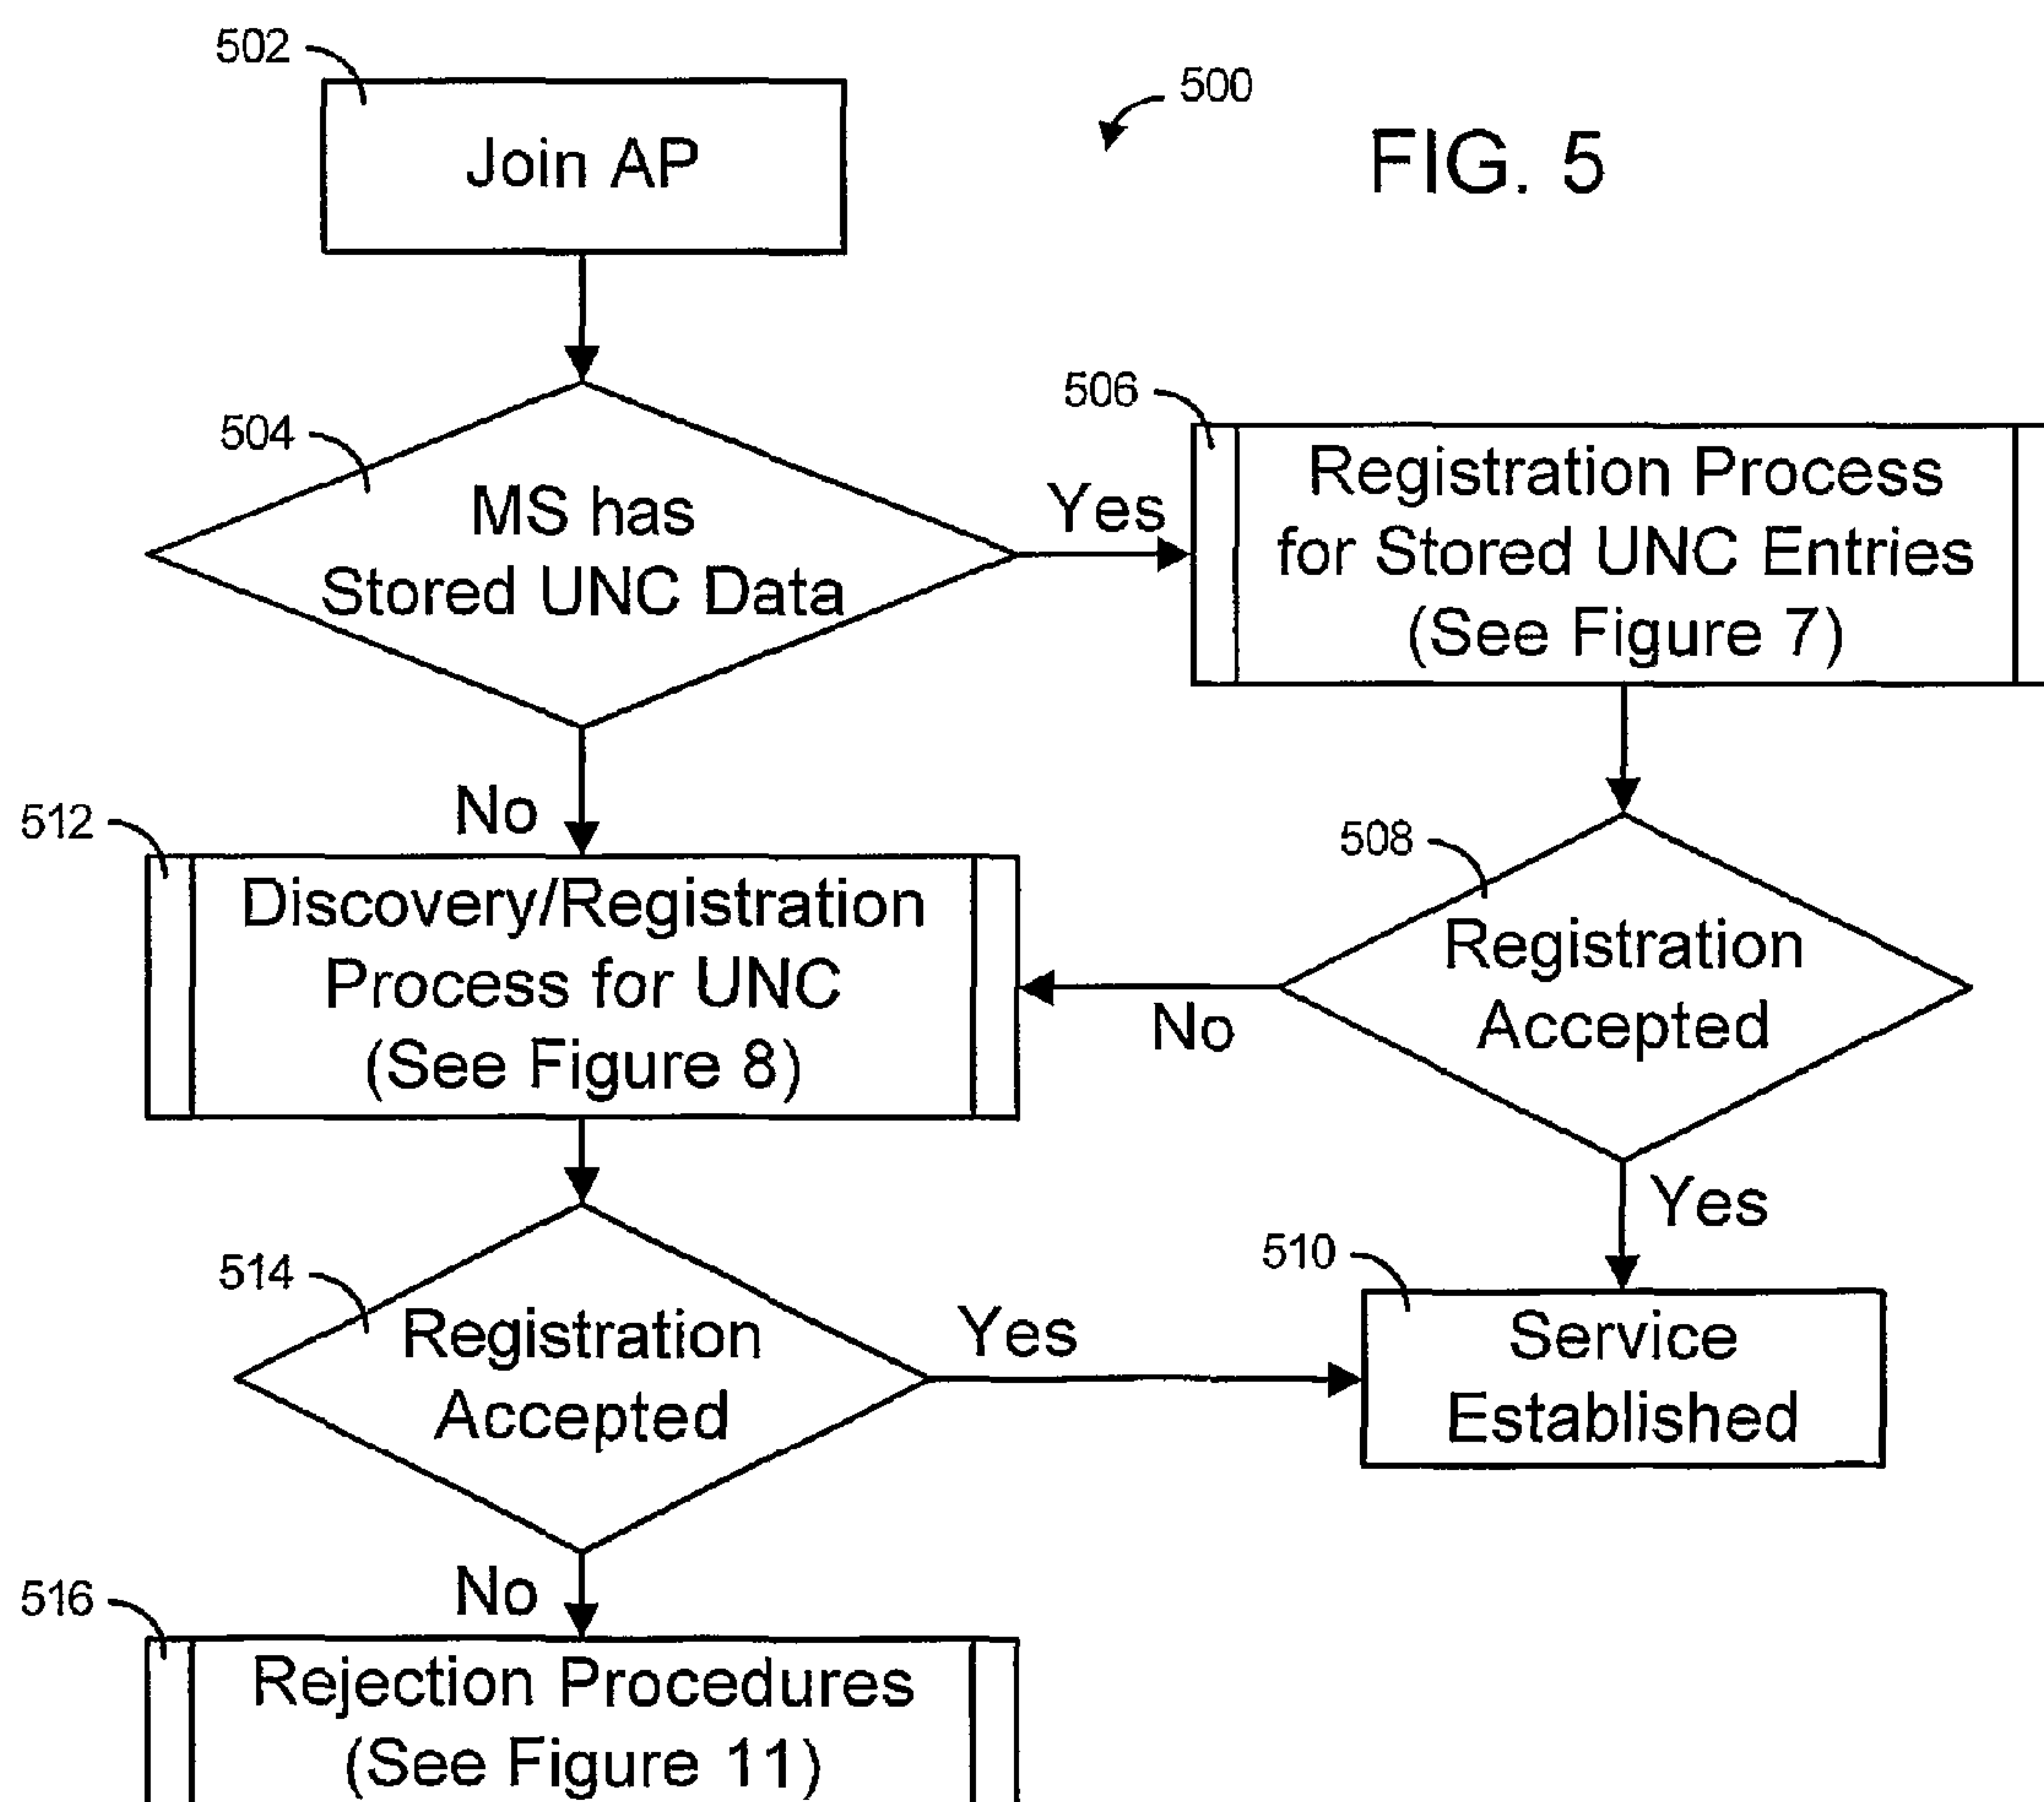 502
Join AP
500
FIG. 5
504
MS has
Stored UNC Data
Yes
506
Registration Process
for Stored UNC Entries
(See Figure 7)
No
512
Discovery/Registration
Process for UNC
(See Figure 8)
508
Registration
Accepted
No
Yes
514
Registration
Accepted
Yes
510
Service
Established
No
516
Rejection Procedures
(See Figure 11)